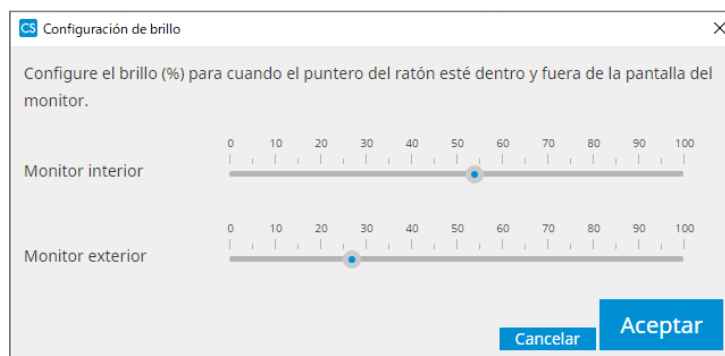 CS Configuración de brillo
Configure el brillo (%) para cuando el puntero del ratón esté dentro y fuera de la pantalla del
monitor.
0 10 20 30 40 50 60 70 80 90 100
Monitor interior
0 10 20 30 40 50 60 70 80 90 100
Monitor exterior
Cancelar Aceptar